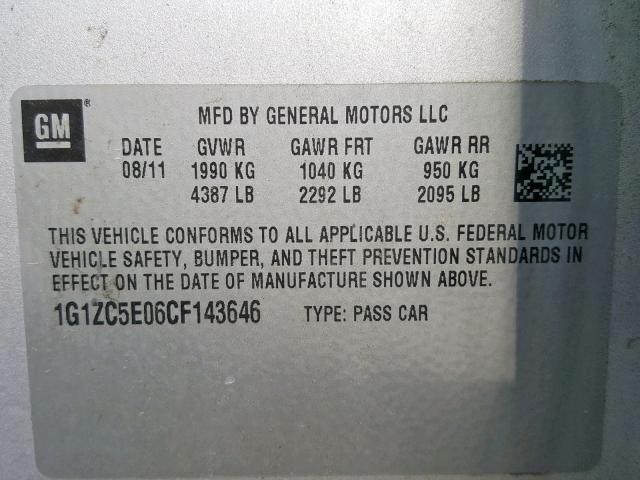 GM®
MFD BY GENERAL MOTORS LLC
DATE GVWR GAWR FRT GAWR RR
08/11 1990 KG 1040 KG 950 KG
4387 LB 2292 LB 2095 LB
THIS VEHICLE CONFORMS TO ALL APPLICABLE U.S. FEDERAL MOTOR
VEHICLE SAFETY, BUMPER, AND THEFT PREVENTION STANDARDS IN
EFFECT ON THE DATE OF MANUFACTURE SHOWN ABOVE.
1G1ZC5E06CF143646 TYPE: PASS CAR